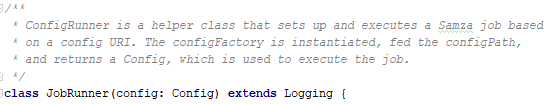 /**
 * ConfigRunner is a helper class that sets up and executes a Samza job based
 * on a config URI. The configFactory is instantiated, fed the configPath,
 * and returns a Config, which is used to execute the job.
 */
class JobRunner(config: Config) extends Logging {